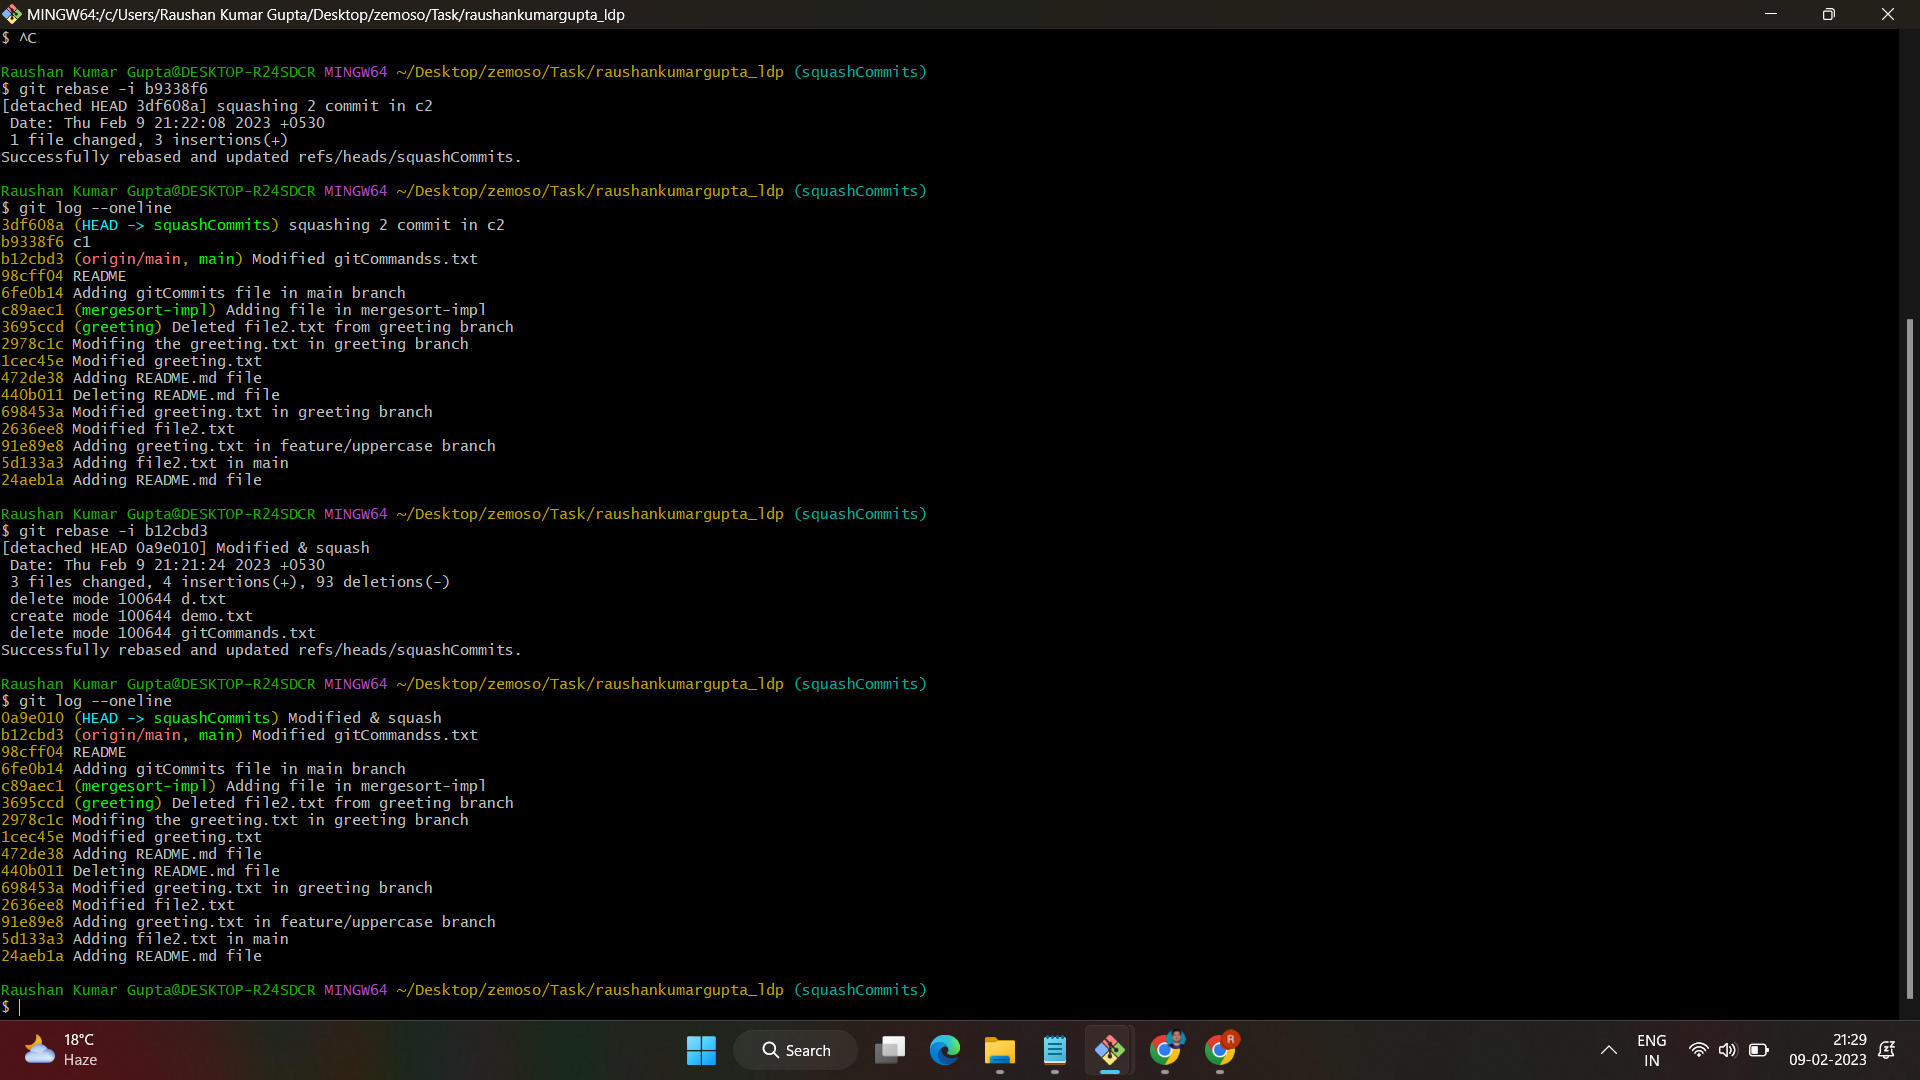 MINGW64:/c/Users/Raushan Kumar Gupta/Desktop/zemoso/Task/raushankumargupta_ldp
$ ^C
Raushan Kumar Gupta@DESKTOP-R24SDCR MINGW64 ~/Desktop/zemoso/Task/raushankumargupta_ldp (squashCommits)
$ git rebase -i b9338f6
[detached HEAD 3df608a] squashing 2 commit in c2
Date: Thu Feb 9 21:22:08 2023 +0530
1 file changed, 3 insertions(+)
Successfully rebased and updated refs/heads/squashCommits.
Raushan Kumar Gupta@DESKTOP-R24SDCR MINGW64 ~/Desktop/zemoso/Task/raushankumargupta_ldp (squashCommits)
$ git log --oneline
3df608a (HEAD -> squashCommits) squashing 2 commit in c2
b9338f6 c1
b12cbd3 (origin/main, main) Modified gitCommandss.txt
98cff04 README
6fe0b14 Adding gitCommits file in main branch
c89aec1 (mergesort-impl) Adding file in mergesort-impl
3695ccd (greeting) Deleted file2.txt from greeting branch
2978c1c Modifing the greeting.txt in greeting branch
1cec45e Modified greeting.txt
472de38 Adding README.md file
440b011 Deleting README.md file
698453a Modified greeting.txt in greeting branch
2636ee8 Modified file2.txt
91e89e8 Adding greeting.txt in feature/uppercase branch
5d133a3 Adding file2.txt in main
24aeb1a Adding README.md file
Raushan Kumar Gupta@DESKTOP-R24SDCR MINGW64 ~/Desktop/zemoso/Task/raushankumargupta_ldp (squashCommits)
$ git rebase -i b12cbd3
[detached HEAD 0a9e010] Modified & squash
Date: Thu Feb 9 21:21:24 2023 +0530
3 files changed, 4 insertions(+), 93 deletions(-)
delete mode 100644 d.txt
create mode 100644 demo.txt
delete mode 100644 gitCommands.txt
Successfully rebased and updated refs/heads/squashCommits.
Raushan Kumar Gupta@DESKTOP-R24SDCR MINGW64 ~/Desktop/zemoso/Task/raushankumargupta_ldp (squashCommits)
$ git log --oneline
0a9e010 (HEAD -> squashCommits) Modified & squash
b12cbd3 (origin/main, main) Modified gitCommandss.txt
98cff04 README
6fe0b14 Adding gitCommits file in main branch
c89aec1 (mergesort-impl) Adding file in mergesort-impl
3695ccd (greeting) Deleted file2.txt from greeting branch
2978c1c Modifing the greeting.txt in greeting branch
1cec45e Modified greeting.txt
472de38 Adding README.md file
440b011 Deleting README.md file
698453a Modified greeting.txt in greeting branch
2636ee8 Modified file2.txt
91e89e8 Adding greeting.txt in feature/uppercase branch
5d133a3 Adding file2.txt in main
24aeb1a Adding README.md file
Raushan Kumar Gupta@DESKTOP-R24SDCR MINGW64 ~/Desktop/zemoso/Task/raushankumargupta_ldp (squashCommits)
$
18°C
Haze
Search
R
ENG
IN
21:29
09-02-2023